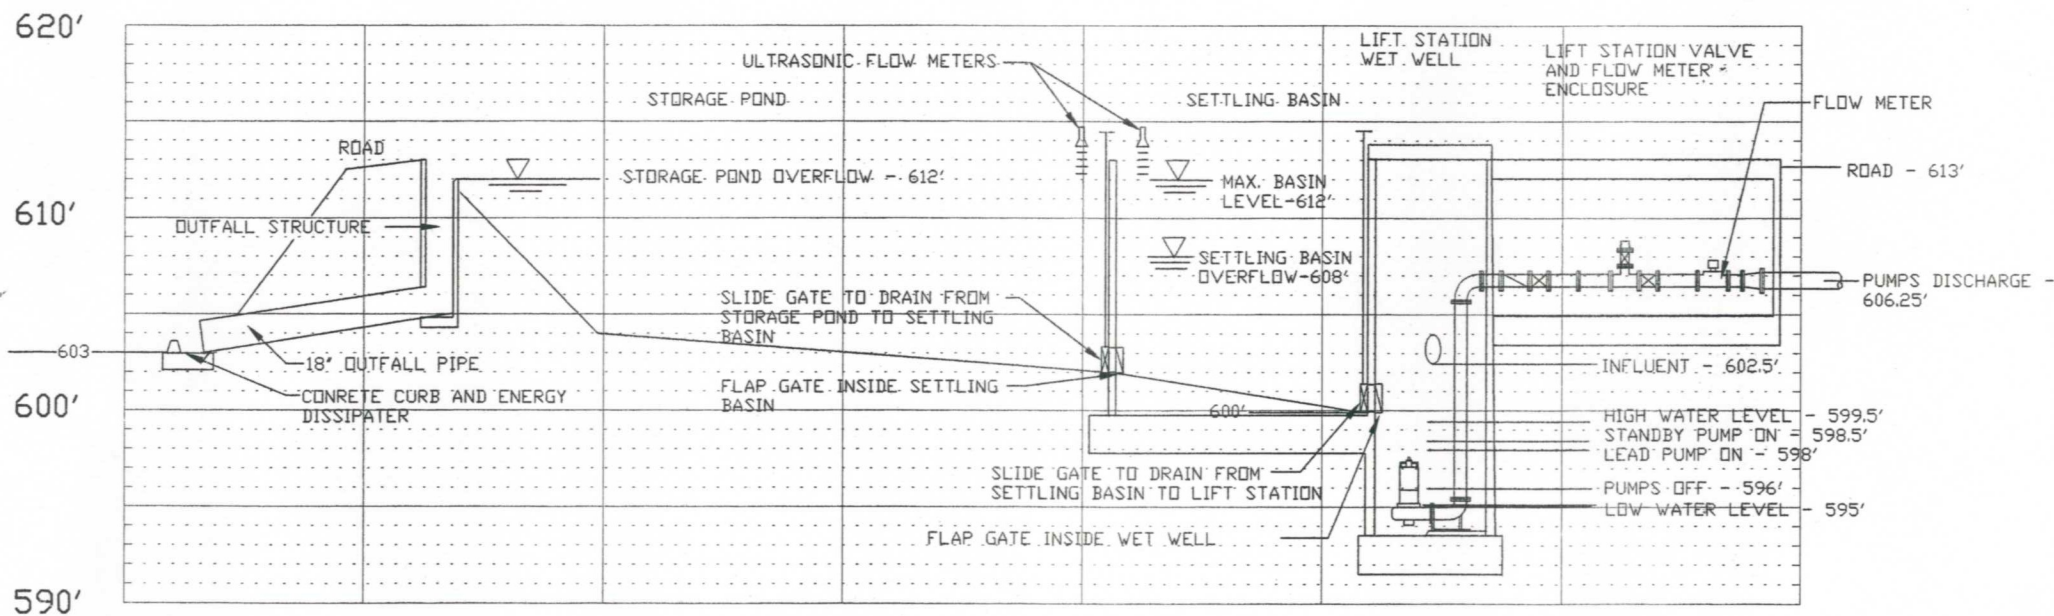 620'
610'
600'
590'
ULTRASONIC FLOW METERS
STORAGE POND
SETTLING BASIN
LIFT STATION
WET WELL
LIFT STATION VALVE
AND FLOW METER
ENCLOSURE
FLOW METER
ROAD
STORAGE POND OVERFLOW - 612'
MAX. BASIN
LEVEL-612'
ROAD - 613'
OUTFALL STRUCTURE
SETTLING BASIN
OVERFLOW-608'
SLIDE GATE TO DRAIN FROM
STORAGE POND TO SETTLING
BASIN
PUMPS DISCHARGE -
606.25'
603
18" OUTFALL PIPE
CONRETE CURB AND ENERGY
DISSIPATER
FLAP GATE INSIDE SETTLING
BASIN
600'
INFLUENT - 602.5'
HIGH WATER LEVEL - 599.5'
STANDBY PUMP ON - 598.5'
LEAD PUMP ON - 598'
SLIDE GATE TO DRAIN FROM
SETTLING BASIN TO LIFT STATION
PUMPS OFF - 596'
LOW WATER LEVEL - 595'
FLAP GATE INSIDE WET WELL